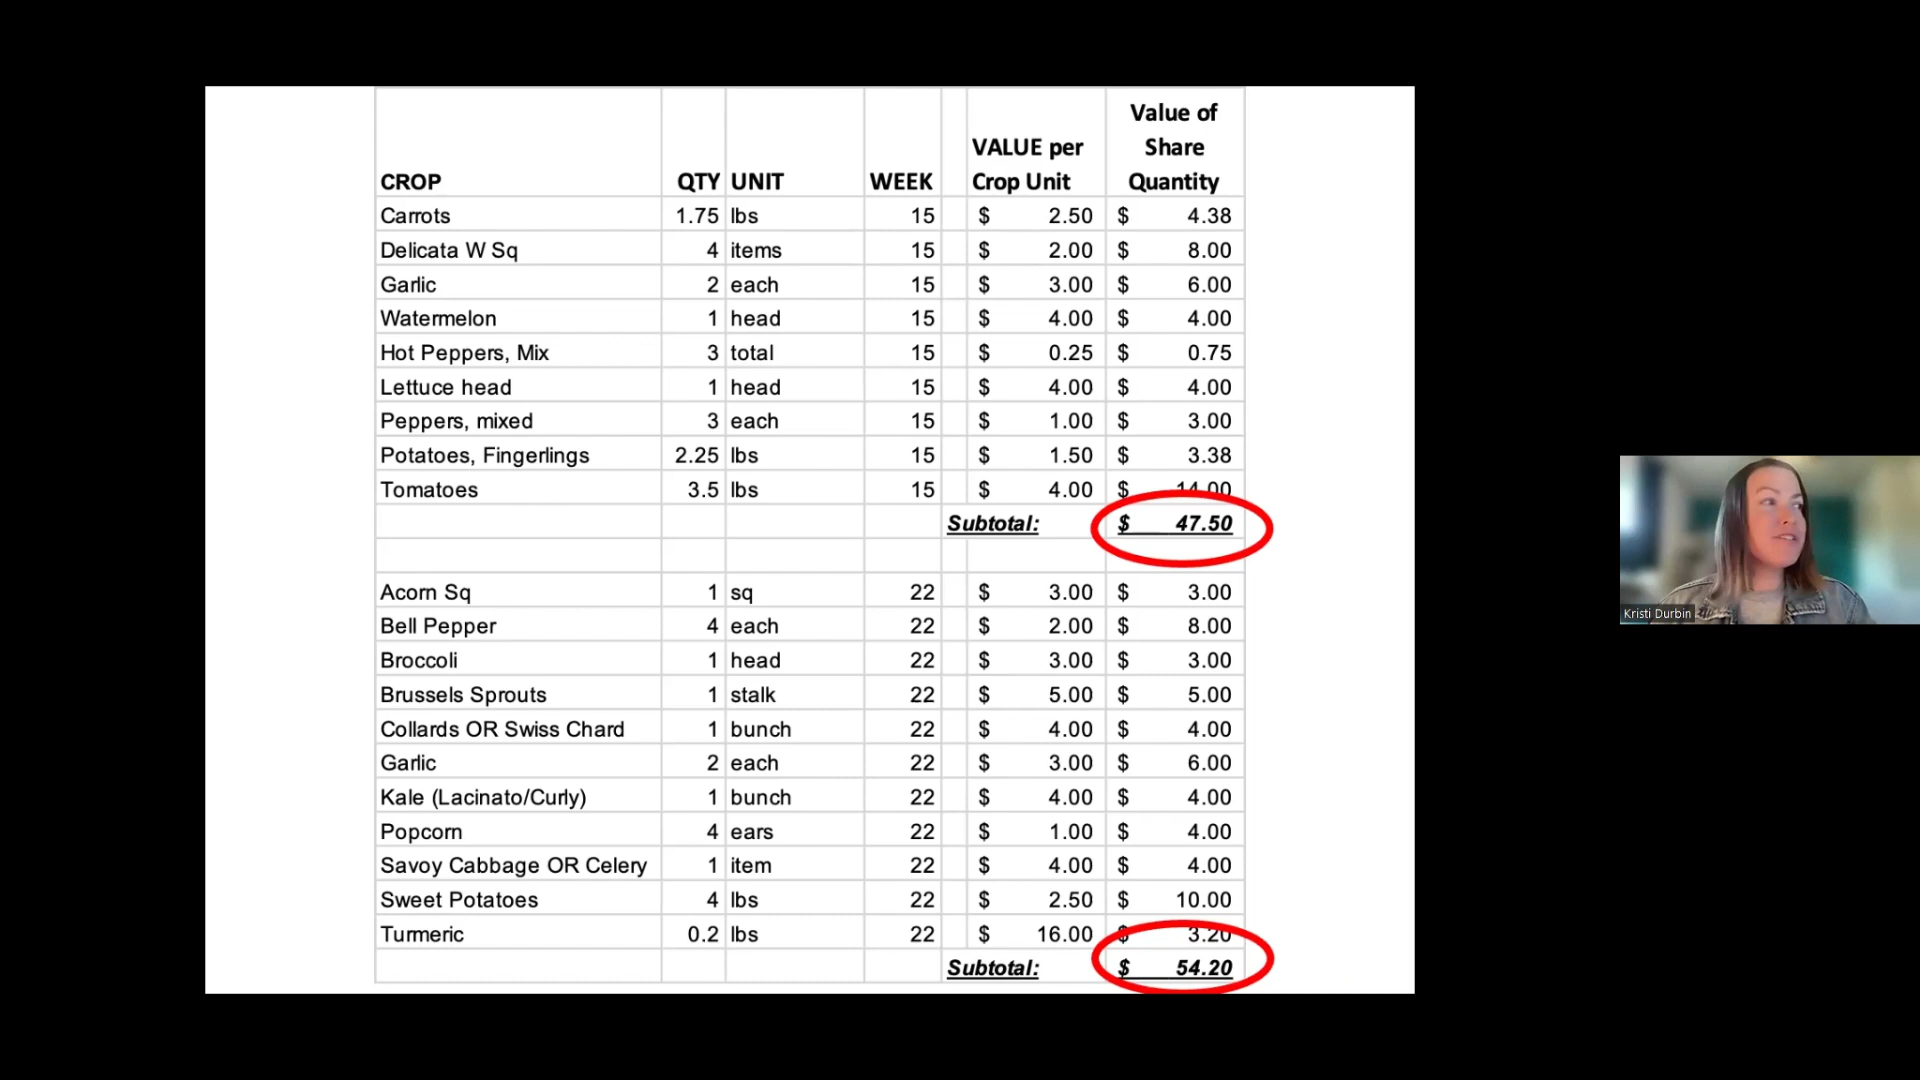 Value of
Share
Quantity
VALUE per
Crop Unit
CROP QTY UNIT WEEK
Carrots 1.75 lbs 15 $ 2.50 $ 4.38
Delicata W Sq 4 items 15 $ 2.00 $ 8.00
Garlic 2 each 15 $ 3.00 $ 6.00
Watermelon 1 head 15 $ 4.00 $ 4.00
Hot Peppers, Mix 3 total 15 $ 0.25 $ 0.75
Lettuce head 1 head 15 $ 4.00 $ 4.00
Peppers, mixed 3 each 15 $ 1.00 $ 3.00
Potatoes, Fingerlings 2.25 lbs 15 $ 1.50 $ 3.38
Tomatoes 3.5 lbs 15 $ 4.00 $ 14.00
Subtotal: $ 47.50
Acorn Sq 1 sq 22 $ 3.00 $ 3.00
Bell Pepper 4 each 22 $ 2.00 $ 8.00
Broccoli 1 head 22 $ 3.00 $ 3.00
Brussels Sprouts 1 stalk 22 $ 5.00 $ 5.00
Collards OR Swiss Chard 1 bunch 22 $ 4.00 $ 4.00
Garlic 2 each 22 $ 3.00 $ 6.00
Kale (Lacinato/Curly) 1 bunch 22 $ 4.00 $ 4.00
Popcorn 4 ears 22 $ 1.00 $ 4.00
Savoy Cabbage OR Celery 1 item 22 $ 4.00 $ 4.00
Sweet Potatoes 4 lbs 22 $ 2.50 $ 10.00
Turmeric 0.2 lbs 22 $ 16.00 $ 3.20
Subtotal: $ 54.20
Kristi Durbin